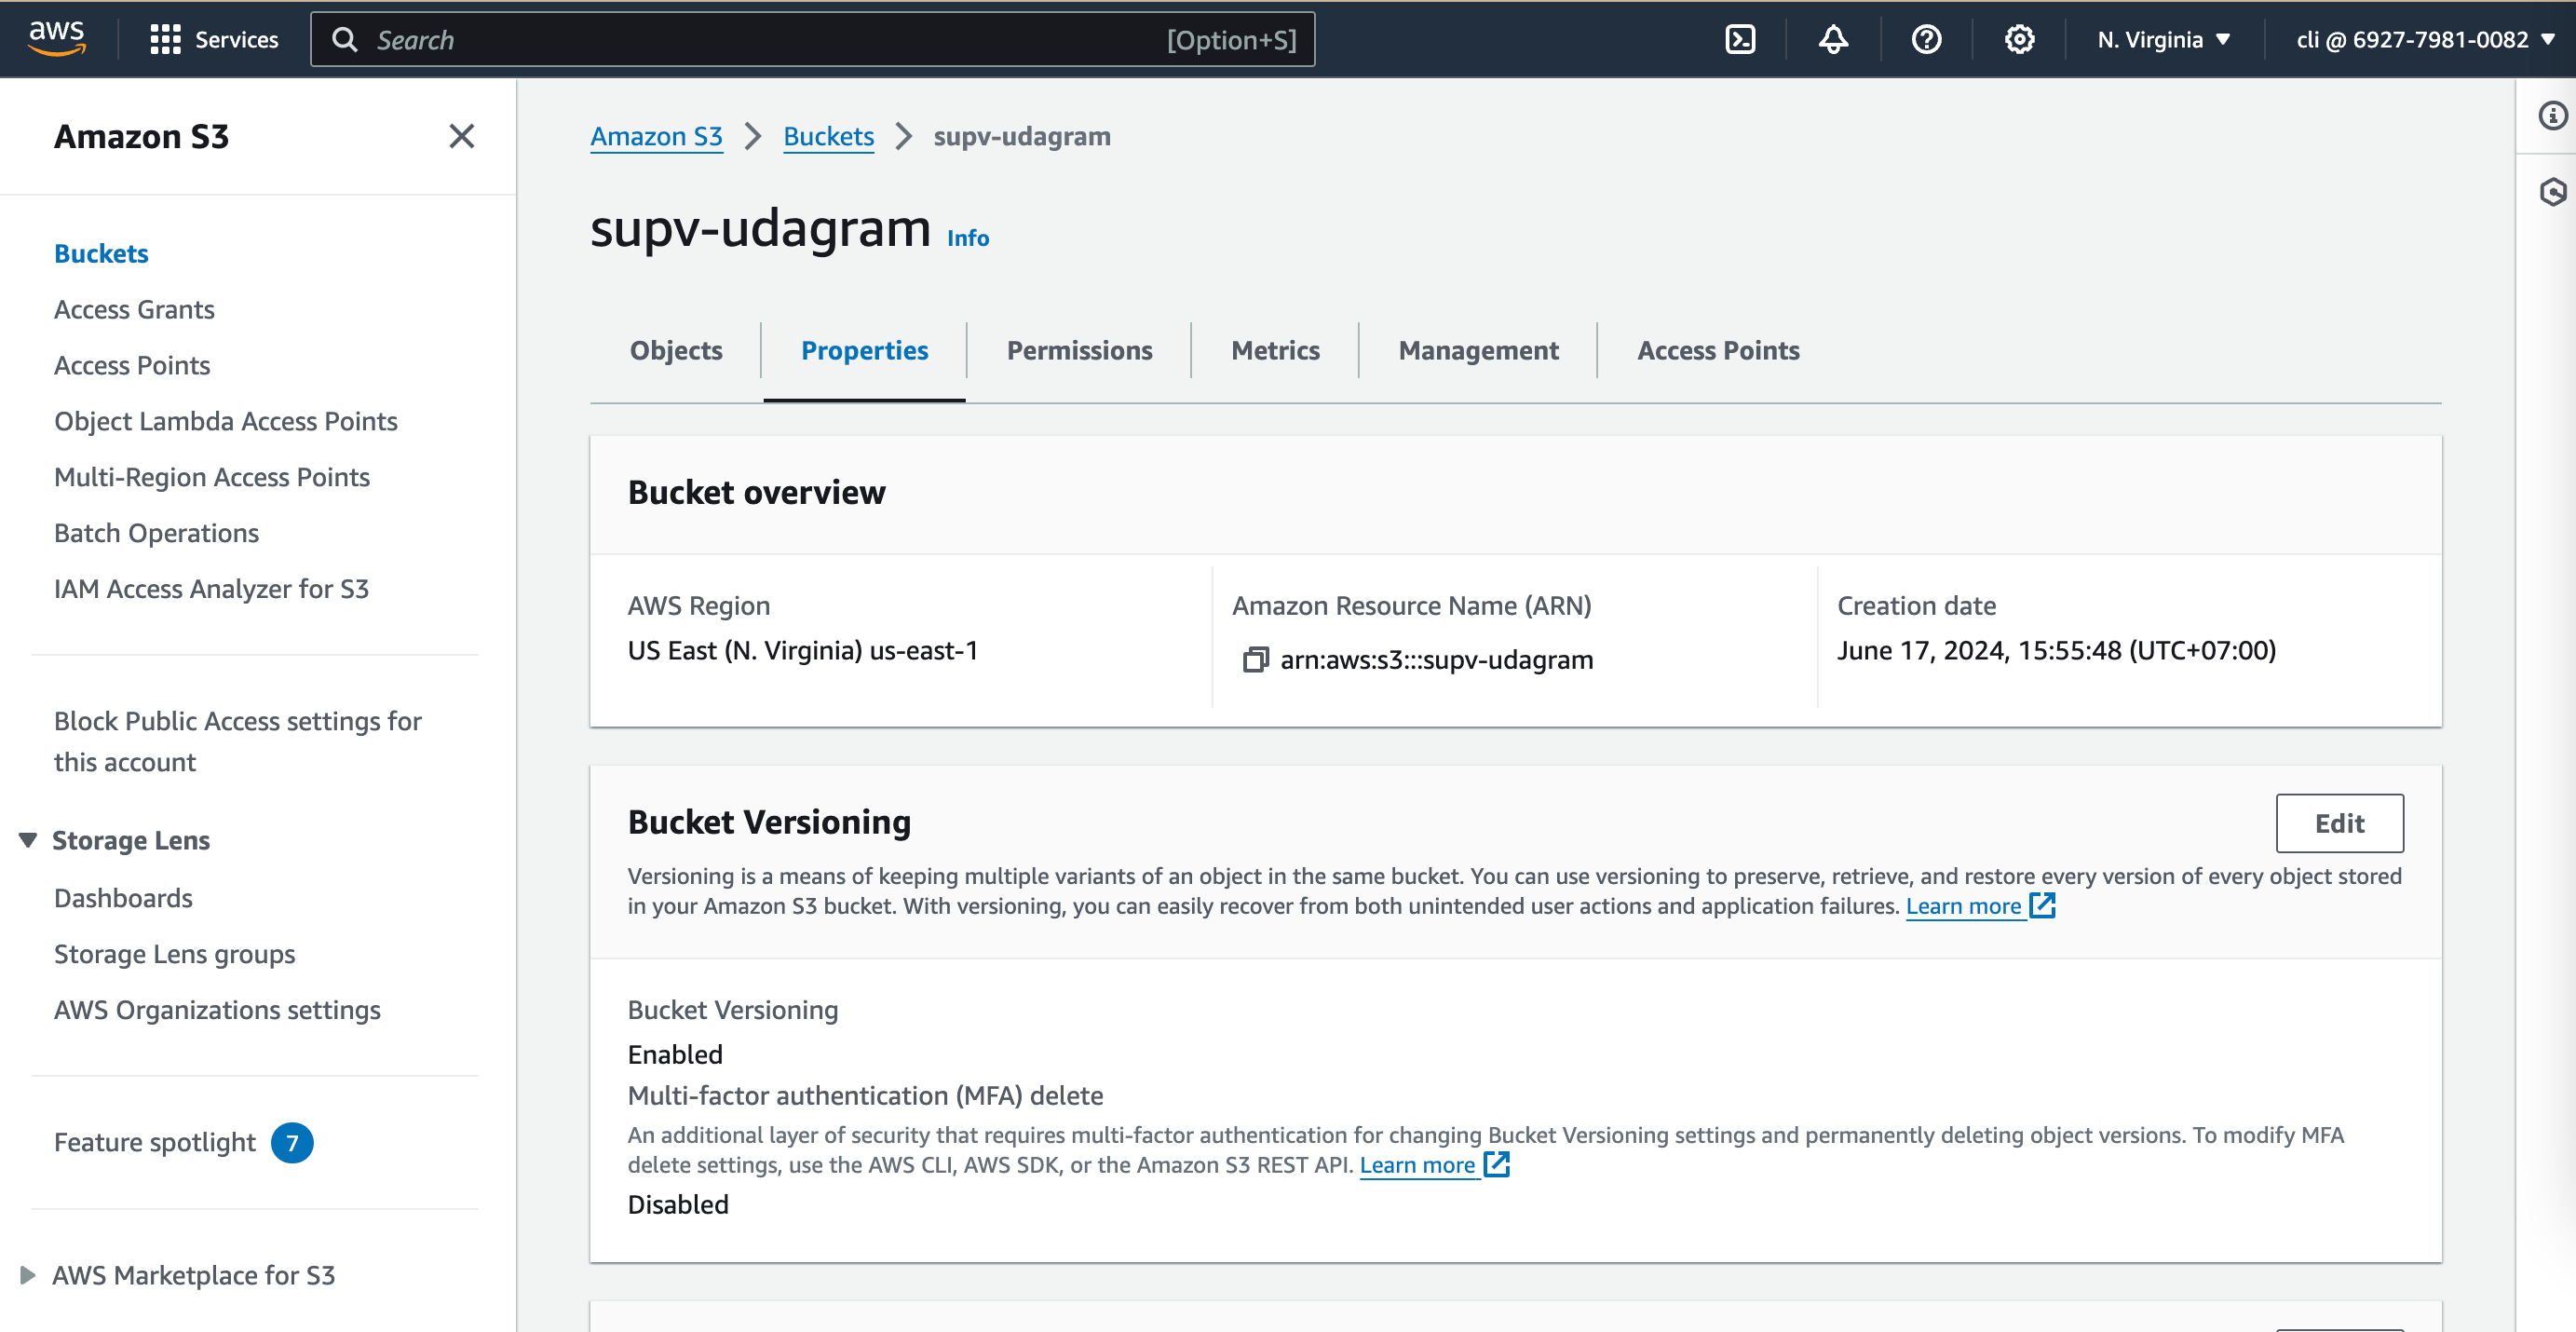 aws
Services
Search
[Option+S]
N. Virginia
cli @ 6927-7981-0082
Amazon S3
Buckets
Access Grants
Access Points
Object Lambda Access Points
Multi-Region Access Points
Batch Operations
IAM Access Analyzer for S3
Block Public Access settings for
this account
Storage Lens
Dashboards
Storage Lens groups
AWS Organizations settings
Feature spotlight 7
AWS Marketplace for S3
Amazon S3 > Buckets > supv-udagram
supv-udagram Info
Objects
Properties
Permissions
Metrics
Management
Access Points
Bucket overview
AWS Region
US East (N. Virginia) us-east-1
Amazon Resource Name (ARN)
arn:aws:s3:::supv-udagram
Creation date
June 17, 2024, 15:55:48 (UTC+07:00)
Bucket Versioning
Edit
Versioning is a means of keeping multiple variants of an object in the same bucket. You can use versioning to preserve, retrieve, and restore every version of every object stored
in your Amazon S3 bucket. With versioning, you can easily recover from both unintended user actions and application failures. Learn more
Bucket Versioning
Enabled
Multi-factor authentication (MFA) delete
An additional layer of security that requires multi-factor authentication for changing Bucket Versioning settings and permanently deleting object versions. To modify MFA
delete settings, use the AWS CLI, AWS SDK, or the Amazon S3 REST API. Learn more
Disabled